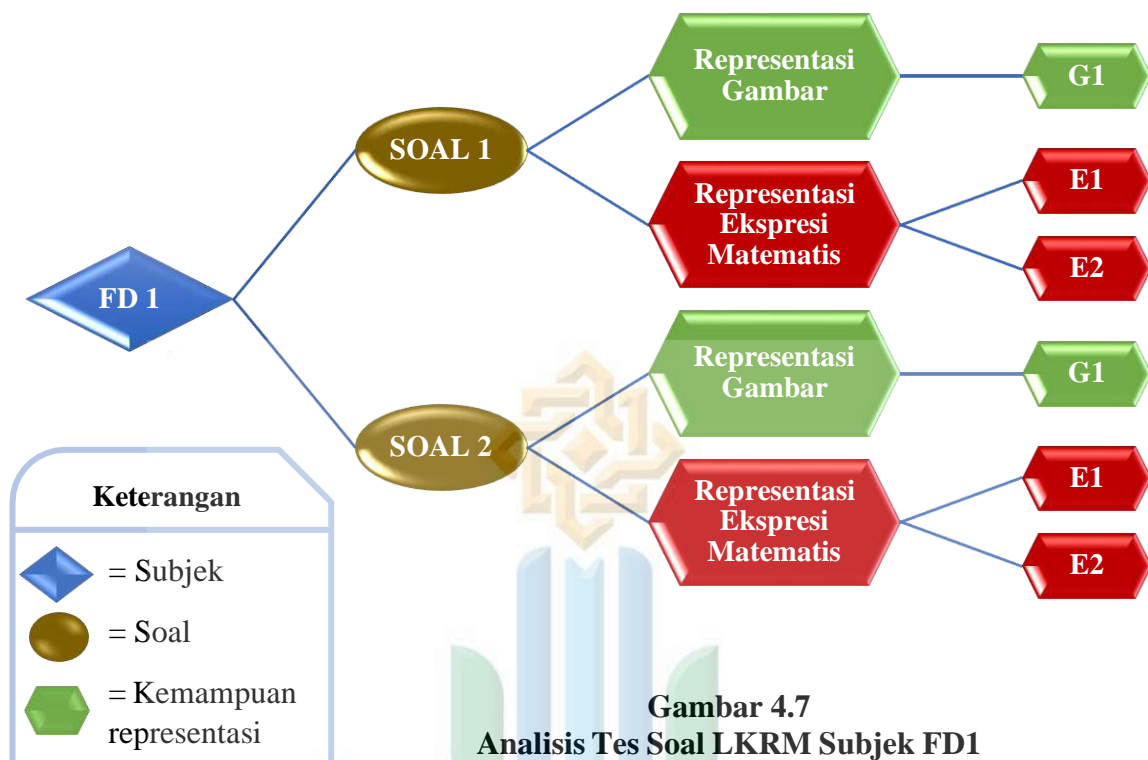 FD 1
SOAL 1
Representasi
Gambar
G1
Representasi
Ekspresi
Matematis
E1
E2
SOAL 2
Representasi
Gambar
G1
Representasi
Ekspresi
Matematis
E1
E2
Keterangan
= Subjek
= Soal
= Kemampuan
representasi
Gambar 4.7
Analisis Tes Soal LKRM Subjek FD1